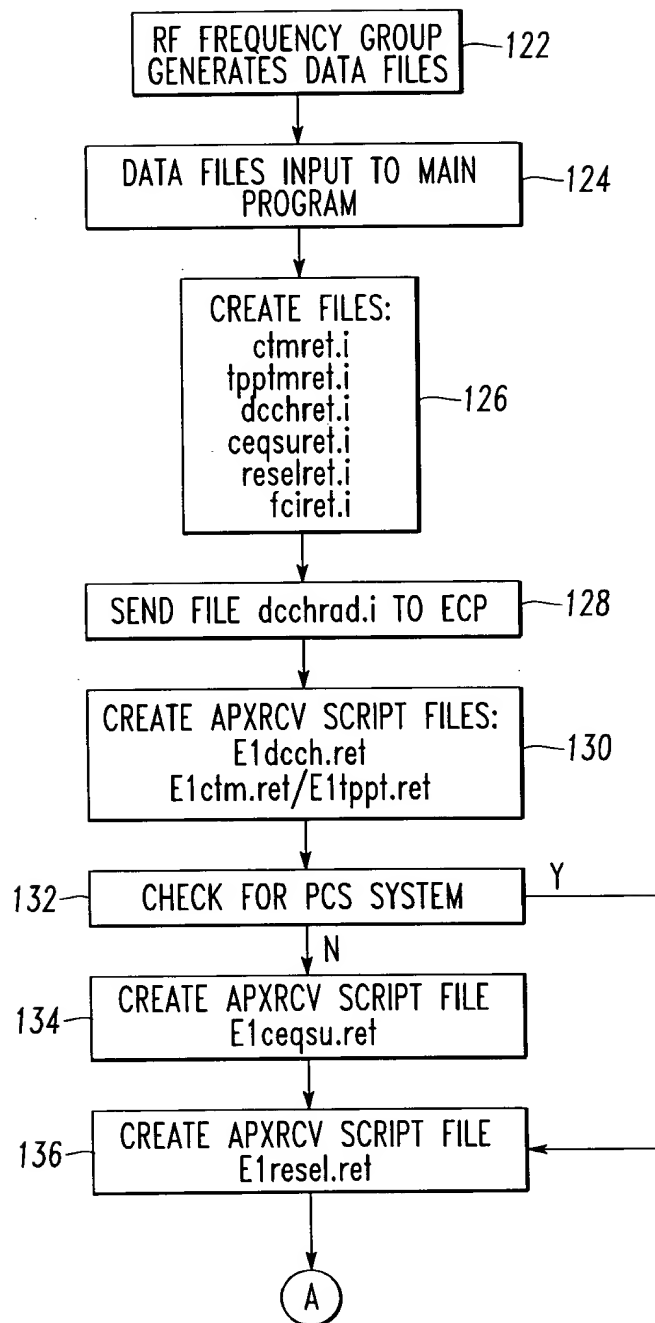 RF FREQUENCY GROUP
GENERATES DATA FILES
122
DATA FILES INPUT TO MAIN
PROGRAM
124
CREATE FILES:
ctmret.i
tpptmret.i
dcchret.i
ceqsuret.i
reselret.i
fciret.i
126
SEND FILE dcchrad.i TO ECP
128
CREATE APXRCV SCRIPT FILES:
E1dcch.ret
E1ctm.ret/E1tppt.ret
130
132
CHECK FOR PCS SYSTEM
Y
N
134
CREATE APXRCV SCRIPT FILE
E1ceqsu.ret
136
CREATE APXRCV SCRIPT FILE
E1resel.ret
A